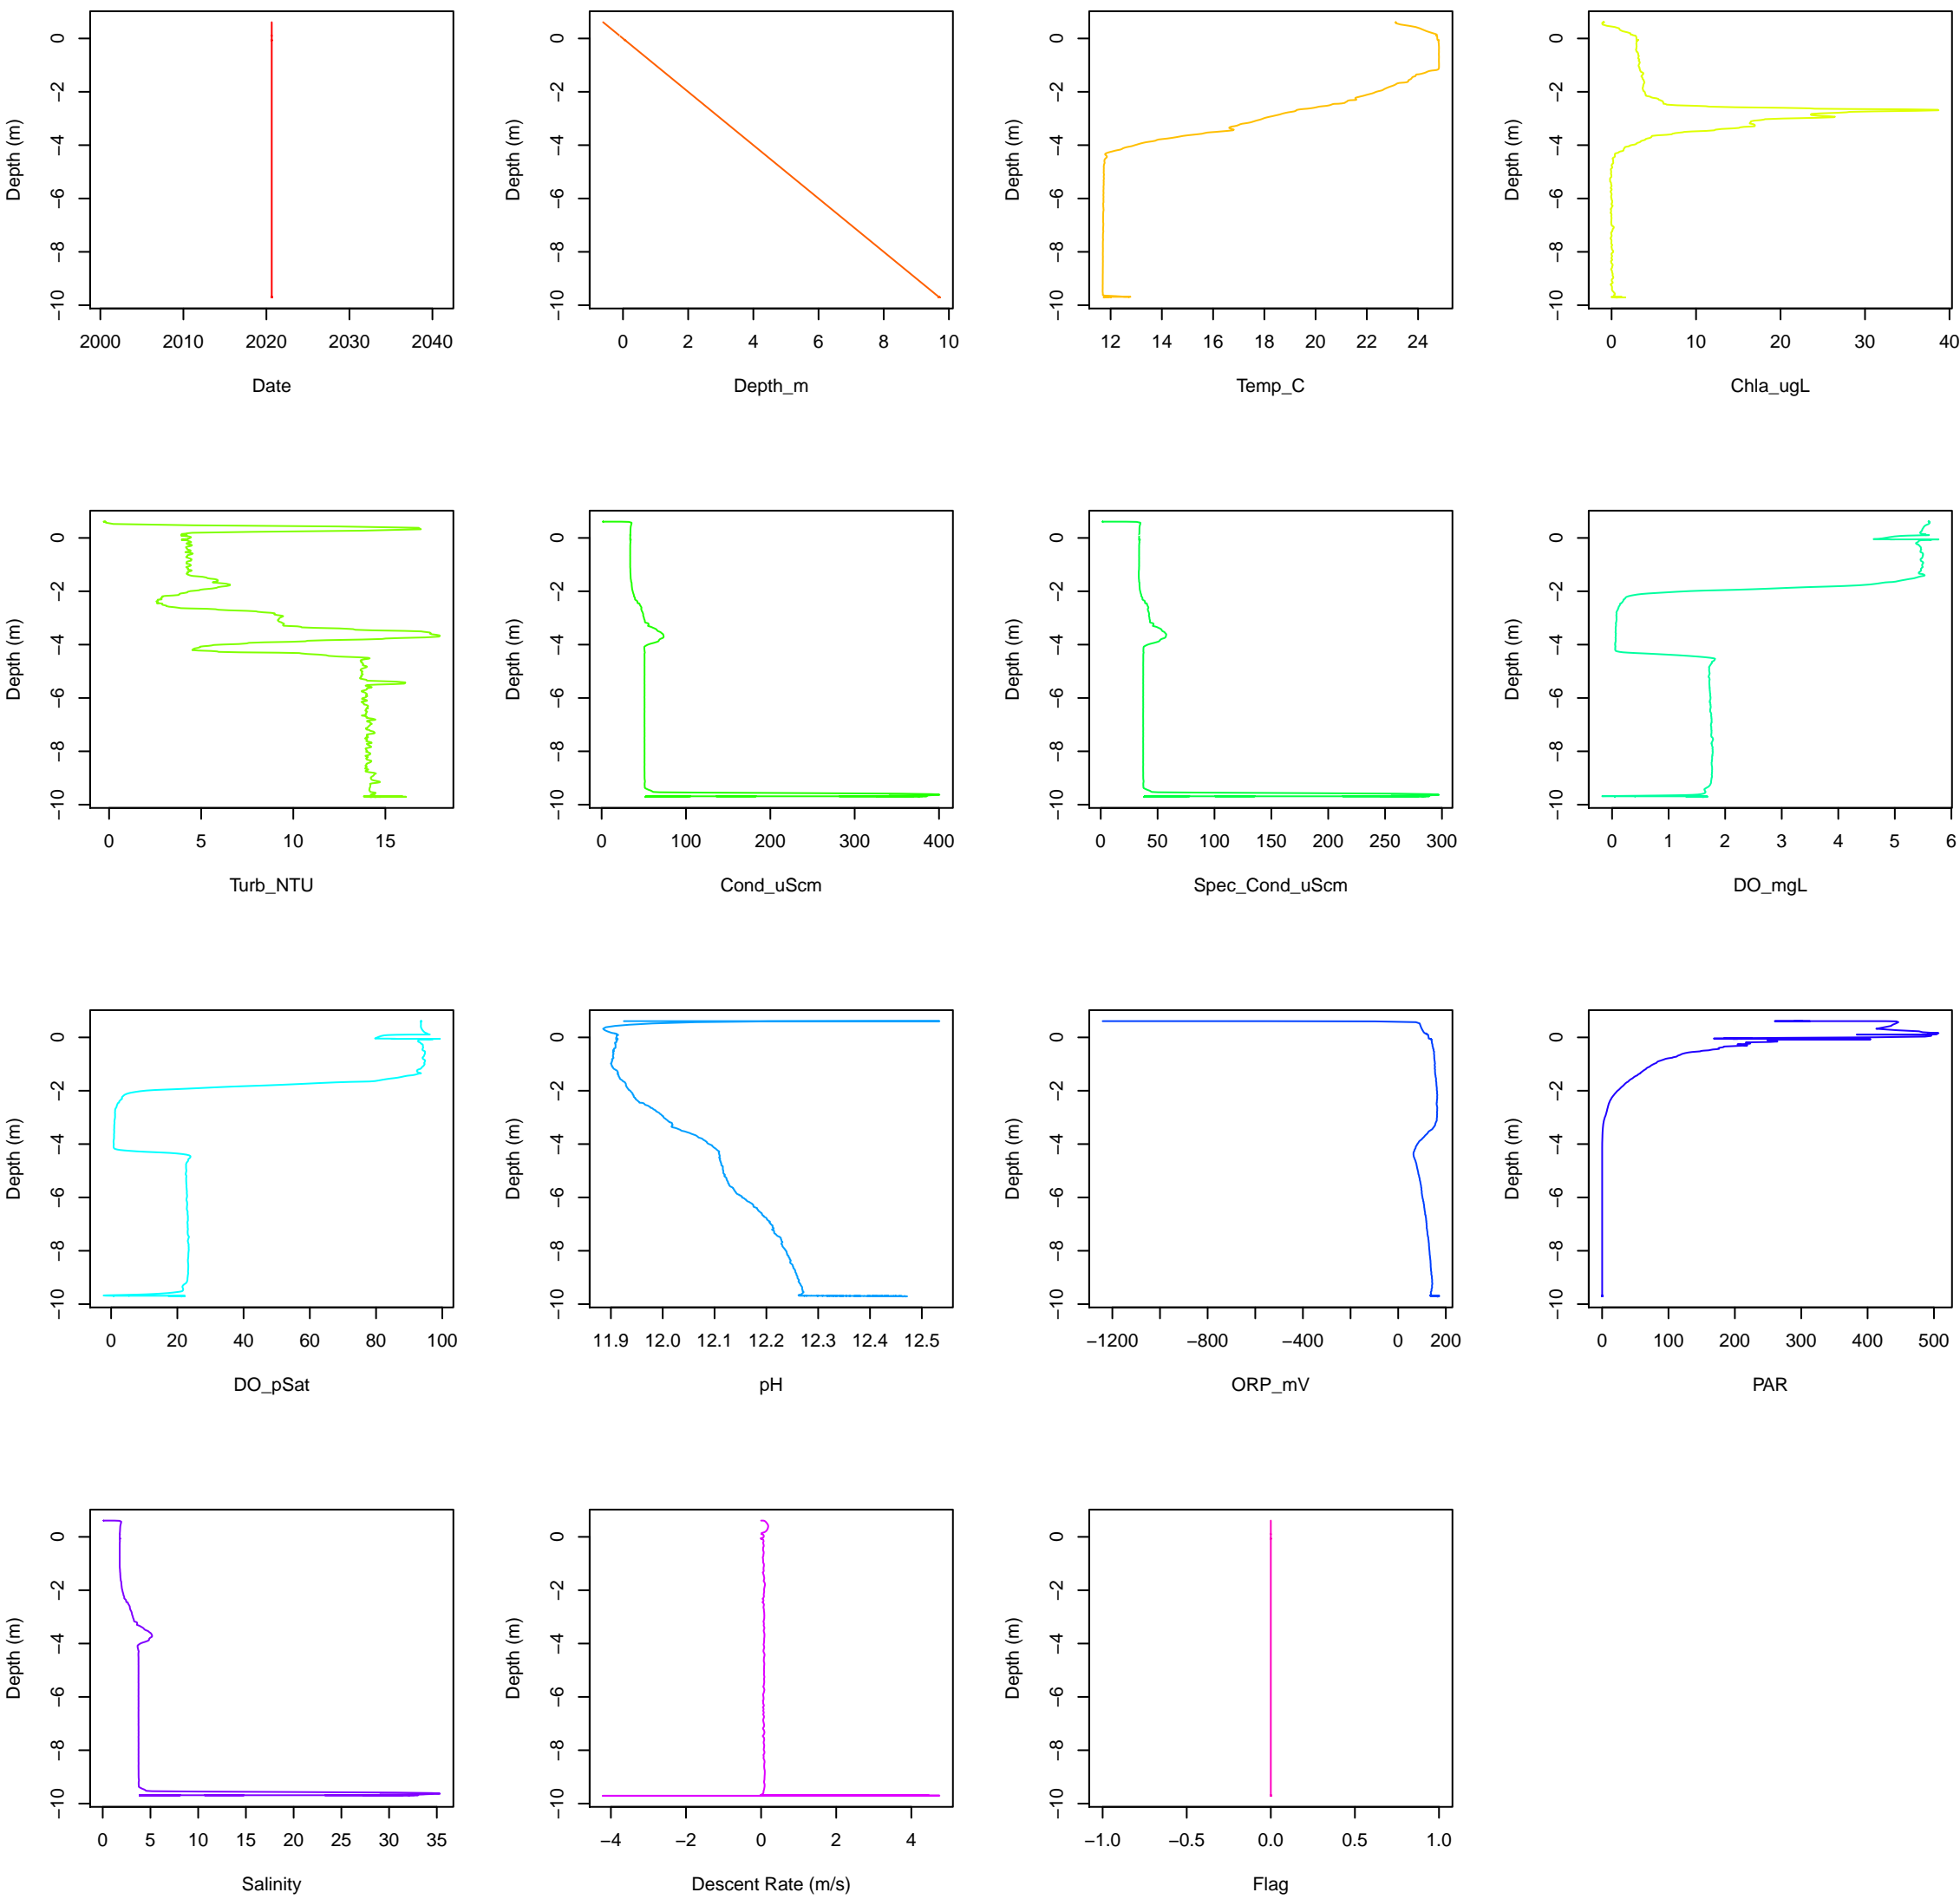 Depth (m) 0 −2 −4 −6 −8 −10
2000 2010 2020 2030 2040
Date
Depth (m) 0 −2 −4 −6 −8 −10
0 2 4 6 8 10
Depth_m
Depth (m) 0 −2 −4 −6 −8 −10
12 14 16 18 20 22 24
Temp_C
Depth (m) 0 −2 −4 −6 −8 −10
0 10 20 30 40
Chla_ugL
Depth (m) 0 −2 −4 −6 −8 −10
0 5 10 15
Turb_NTU
Depth (m) 0 −2 −4 −6 −8 −10
0 100 200 300 400
Cond_uScm
Depth (m) 0 −2 −4 −6 −8 −10
0 50 100 150 200 250 300
Spec_Cond_uScm
Depth (m) 0 −2 −4 −6 −8 −10
0 1 2 3 4 5 6
DO_mgL
Depth (m) 0 −2 −4 −6 −8 −10
0 20 40 60 80 100
DO_pSat
Depth (m) 0 −2 −4 −6 −8 −10
11.9 12.0 12.1 12.2 12.3 12.4 12.5
pH
Depth (m) 0 −2 −4 −6 −8 −10
−1200 −800 −400 0 200
ORP_mV
Depth (m) 0 −2 −4 −6 −8 −10
0 100 200 300 400 500
PAR
Depth (m) 0 −2 −4 −6 −8 −10
0 5 10 15 20 25 30 35
Salinity
Depth (m) 0 −2 −4 −6 −8 −10
−4 −2 0 2 4
Descent Rate (m/s)
Depth (m) 0 −2 −4 −6 −8 −10
−1.0 −0.5 0.0 0.5 1.0
Flag